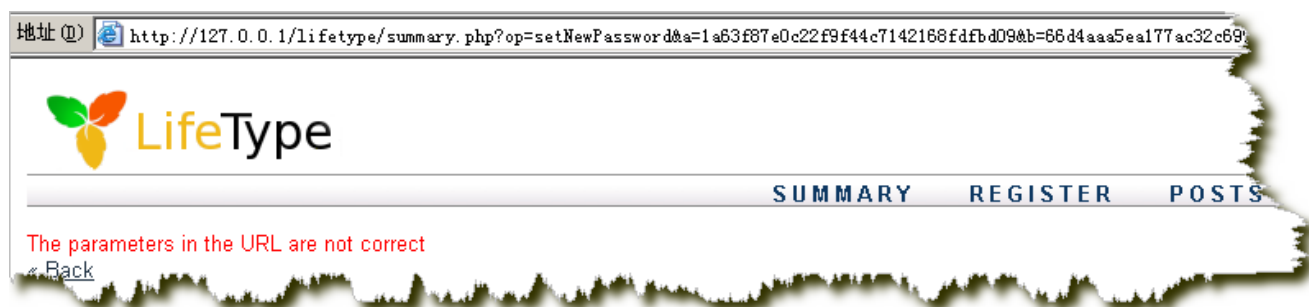 地址(D) http://127.0.0.1/lifetype/summary.php?op=setNewPassword&a=1a63f87e0c22f9f44c7142168fdfbd09&b=66d4aaa5ea177ac32c69
LifeType
SUMMARY REGISTER POSTS
The parameters in the URL are not correct
« Back